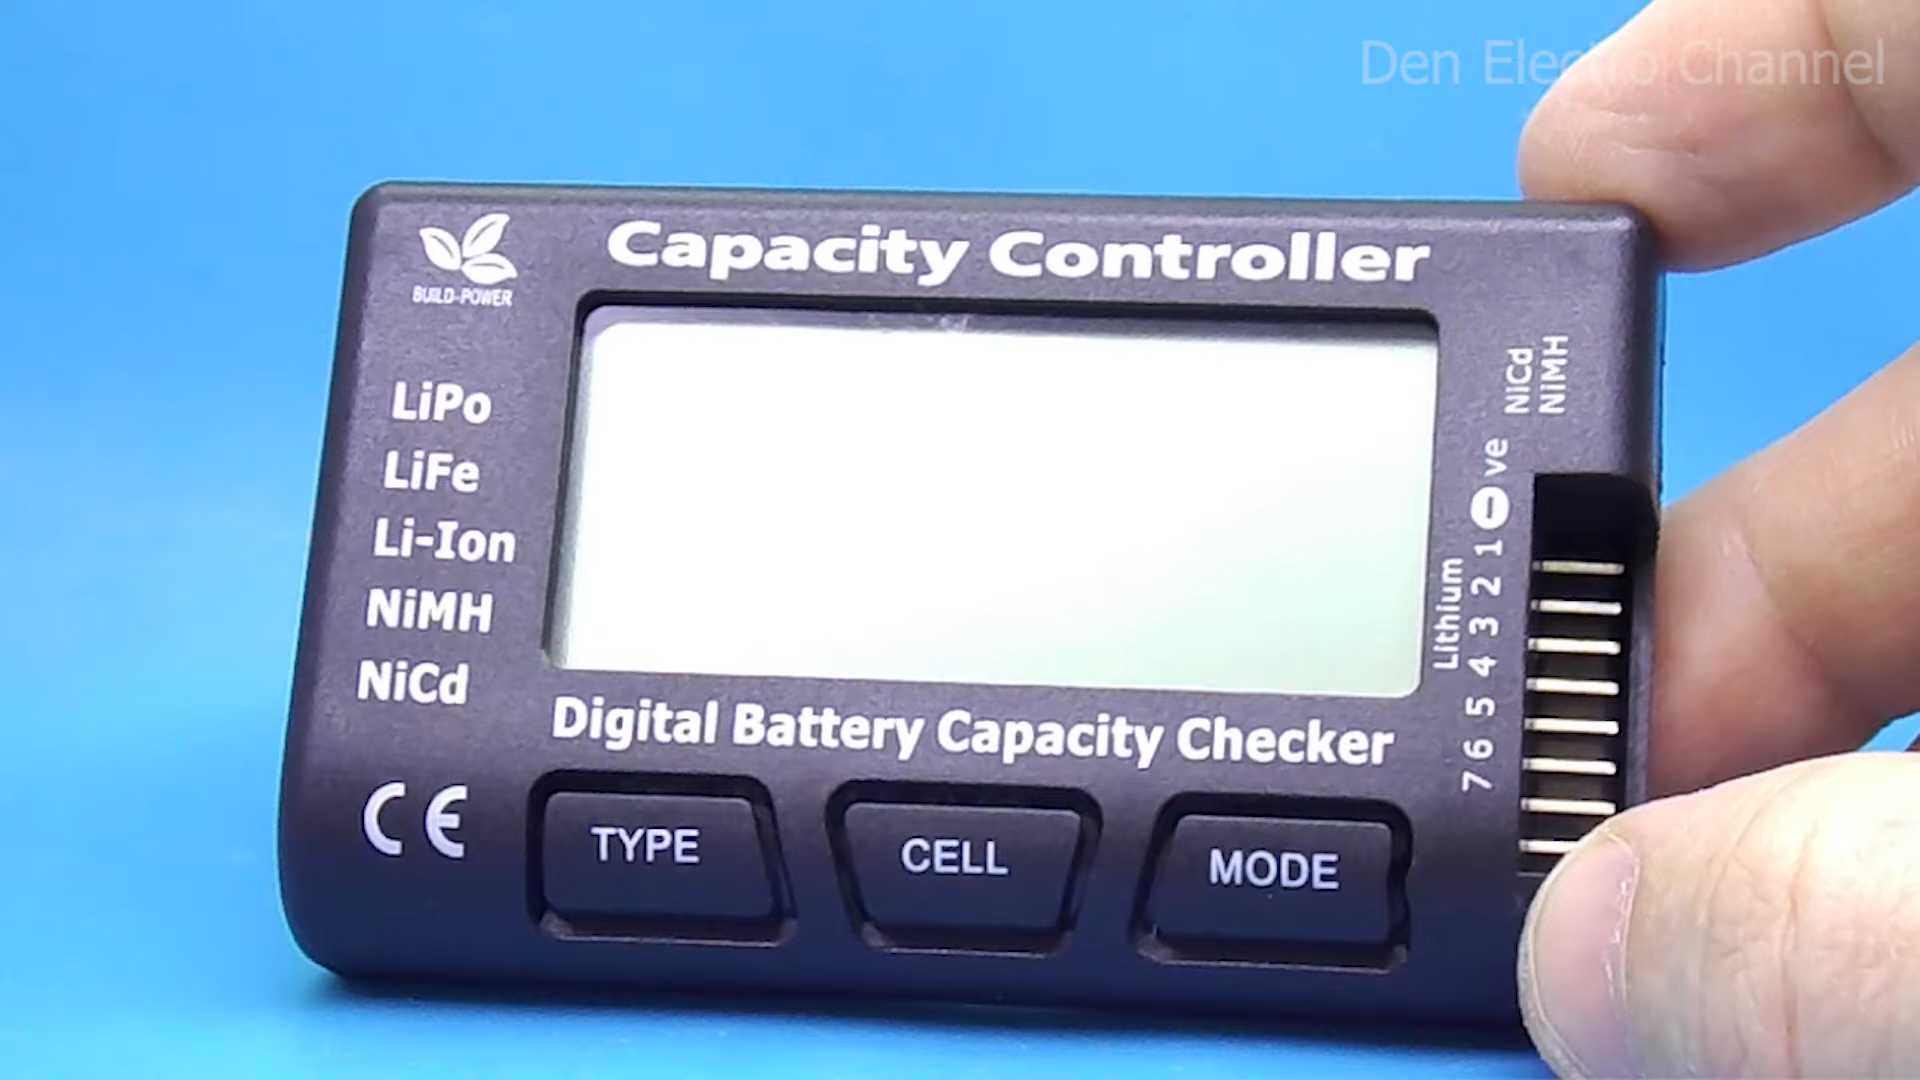 Den Electro Channel
Capacity Controller
BUILD-POWER
LiPo
LiFe
Li-Ion
NiMH
NiCd
CE
NiCd
NiMH
Lithium
7 6 5 4 3 2 1 ve
Digital Battery Capacity Checker
TYPE
CELL
MODE